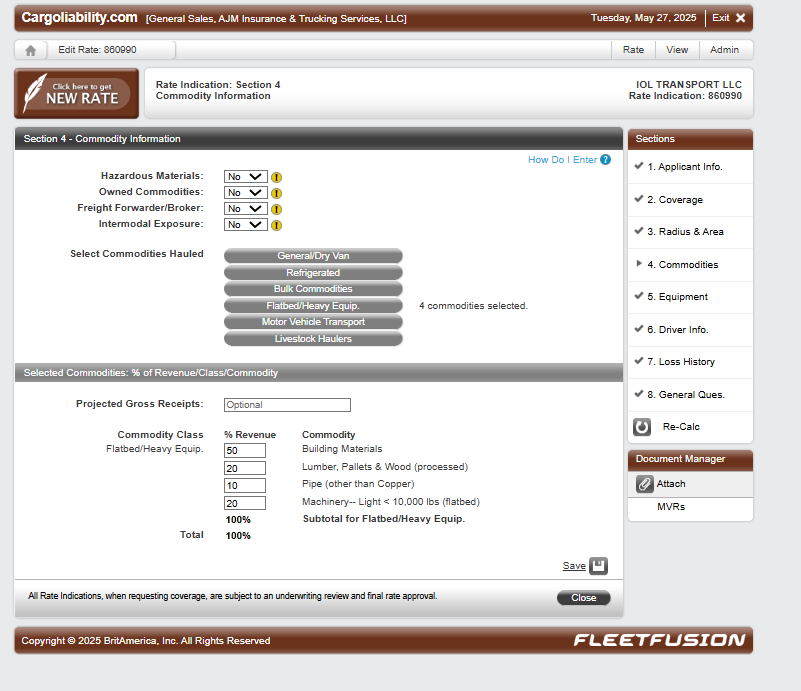 Cargoliability.com [General Sales, AJM Insurance & Trucking Services, LLC] Tuesday, May 27, 2025 Exit
Edit Rate: 860990 Rate View Admin
Click here to get
NEW RATE
Rate Indication: Section 4
Commodity Information
IOL TRANSPORT LLC
Rate Indication: 860990
Section 4 - Commodity Information
How Do I Enter ?
Hazardous Materials: No !
Owned Commodities: No !
Freight Forwarder/Broker: No !
Intermodal Exposure: No !
Select Commodities Hauled
General/Dry Van
Refrigerated
Bulk Commodities
Flatbed/Heavy Equip. 4 commodities selected.
Motor Vehicle Transport
Livestock Haulers
Selected Commodities: % of Revenue/Class/Commodity
Projected Gross Receipts: Optional
Commodity Class % Revenue Commodity
Flatbed/Heavy Equip. 50 Building Materials
20 Lumber, Pallets & Wood (processed)
10 Pipe (other than Copper)
20 Machinery-- Light < 10,000 lbs (flatbed)
100% Subtotal for Flatbed/Heavy Equip.
Total 100%
Save
All Rate Indications, when requesting coverage, are subject to an underwriting review and final rate approval. Close
Sections
1. Applicant Info.
2. Coverage
3. Radius & Area
4. Commodities
5. Equipment
6. Driver Info.
7. Loss History
8. General Ques.
Re-Calc
Document Manager
Attach
MVRs
Copyright © 2025 BritAmerica, Inc. All Rights Reserved FLEETFUSION